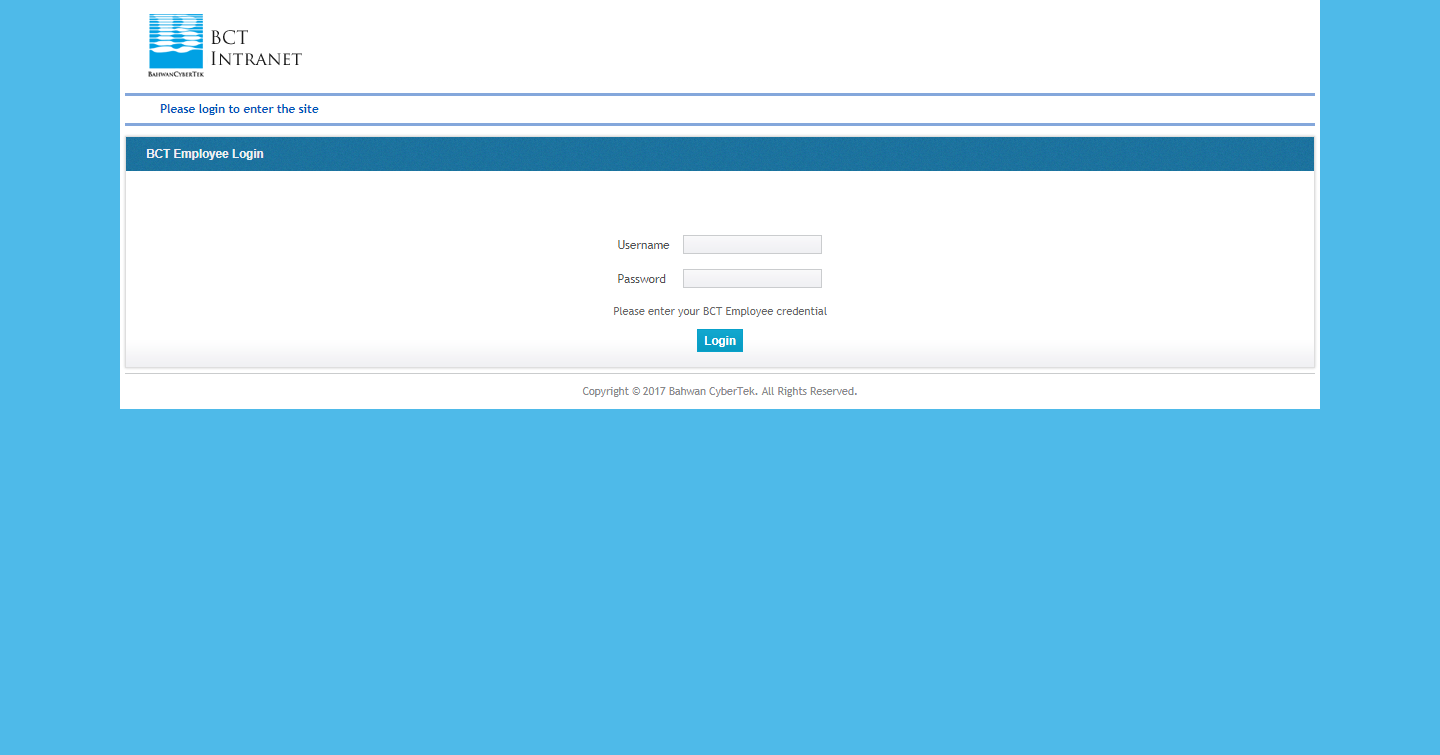 BCT
INTRANET
BAHWANCYBERTEK
Please login to enter the site
BCT Employee Login
Username
Password
Please enter your BCT Employee credential
Login
Copyright © 2017 Bahwan CyberTek. All Rights Reserved.